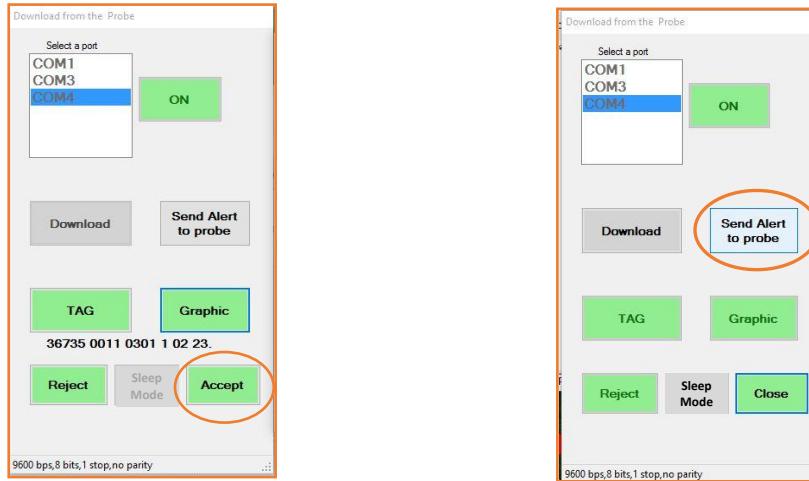 Download from the Probe
Select a port
COM1
COM3
COM4
ON
Download
Send Alert
to probe
TAG
Graphic
36735 0011 0301 1 02 23.
Reject
Sleep
Mode
Accept
9600 bps,8 bits,1 stop,no parity
Download from the Probe
Select a port
COM1
COM3
COM4
ON
Download
Send Alert
to probe
TAG
Graphic
Reject
Sleep
Mode
Close
9600 bps,8 bits,1 stop,no parity